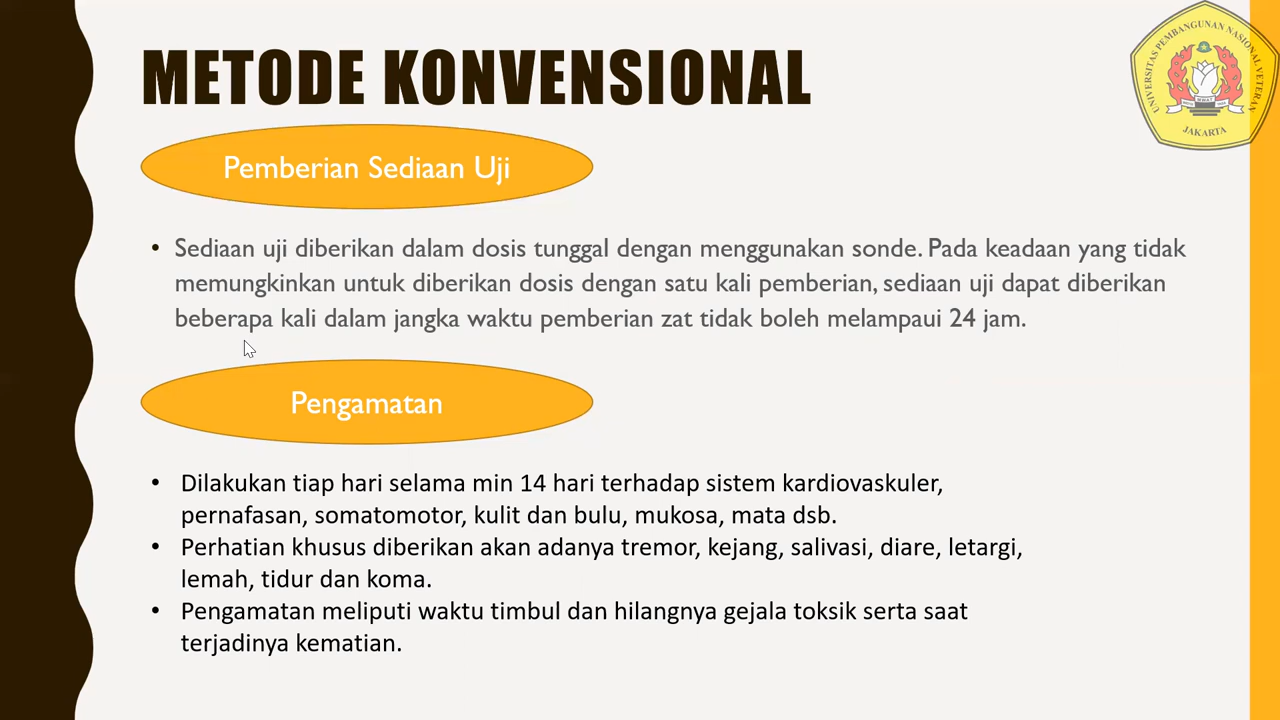 METODE KONVENSIONAL
UNIVERSITAS PEMBANGUNAN NASIONAL VETERAN
JAKARTA
Pemberian Sediaan Uji
• Sediaan uji diberikan dalam dosis tunggal dengan menggunakan sonde. Pada keadaan yang tidak
memungkinkan untuk diberikan dosis dengan satu kali pemberian, sediaan uji dapat diberikan
beberapa kali dalam jangka waktu pemberian zat tidak boleh melampaui 24 jam.
Pengamatan
• Dilakukan tiap hari selama min 14 hari terhadap sistem kardiovaskuler,
pernafasan, somatomotor, kulit dan bulu, mukosa, mata dsb.
• Perhatian khusus diberikan akan adanya tremor, kejang, salivasi, diare, letargi,
lemah, tidur dan koma.
• Pengamatan meliputi waktu timbul dan hilangnya gejala toksik serta saat
terjadinya kematian.